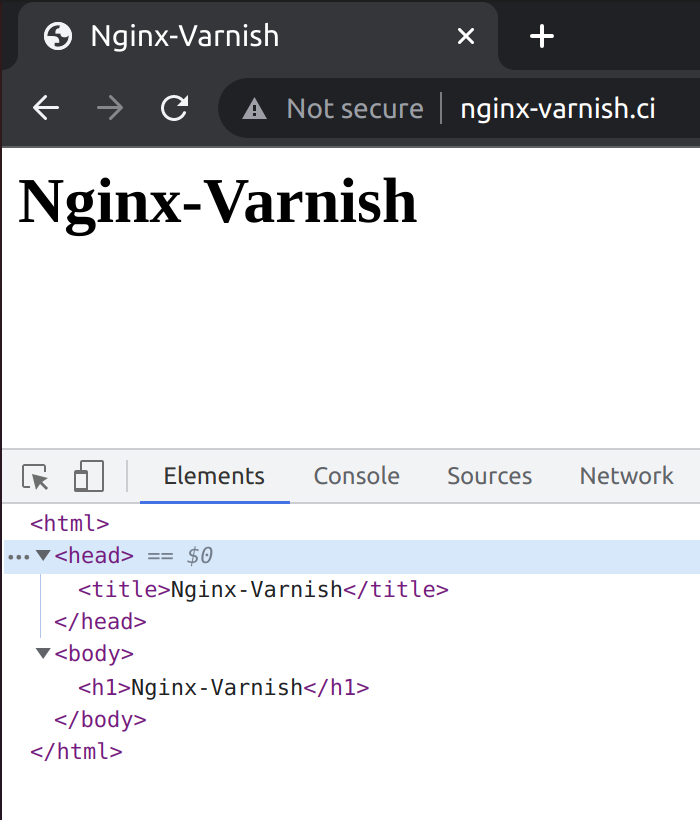 Nginx-Varnish
Not secure nginx-varnish.ci
Nginx-Varnish
Elements Console Sources Network
<html>
<head> == $0
<title>Nginx-Varnish</title>
</head>
<body>
<h1>Nginx-Varnish</h1>
</body>
</html>